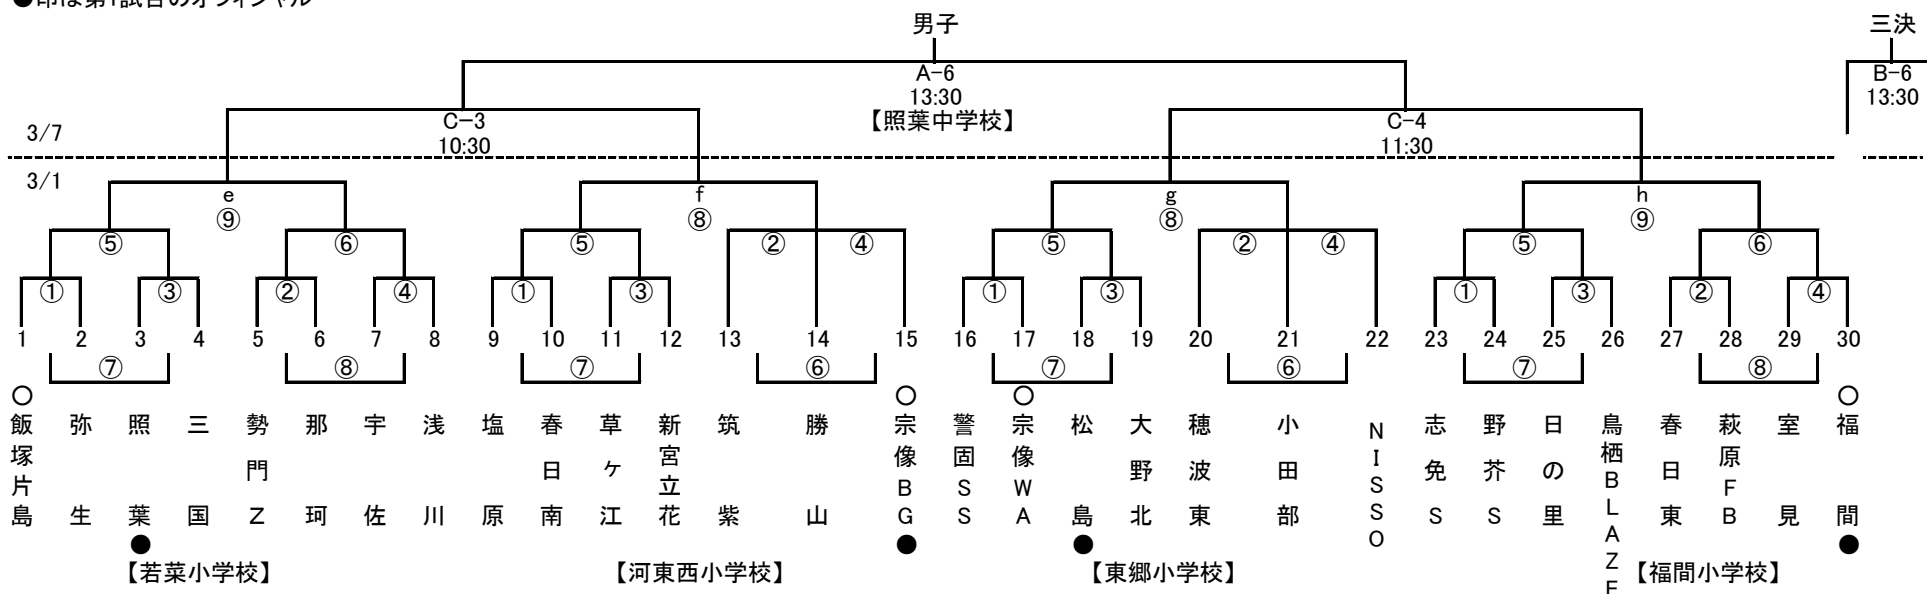 ●印は第1試合のオフィシャル
男子
三決
A-6
13:30
【照葉中学校】
B-6
13:30
C-3
10:30
C-4
11:30
3/7
3/1
e
⑨
f
⑧
g
⑧
h
⑨
⑤ ⑥ ⑤ ② ④ ⑤ ② ④ ⑤ ⑥
① ③ ② ④ ① ③ ① ③ ① ③ ② ④
1 2 3 4 5 6 7 8 9 10 11 12 13 14 15 16 17 18 19 20 21 22 23 24 25 26 27 28 29 30
⑦ ⑧ ⑦ ⑥ ⑦ ⑥ ⑦ ⑧
○飯塚片島
弥生
照葉●
三国
勢門Z
那珂
宇佐
浅川
塩原
春日南
草ヶ江
新宮立花
筑紫
勝山
○宗像BG●
警固SS
○宗像WA
松島●
大野北
穂波東
小田部
NISSO
志免S
野芥S
日の里
鳥栖BLAZE
春日東
萩原FB
室見
○福間●
【若菜小学校】
【河東西小学校】
【東郷小学校】
【福間小学校】